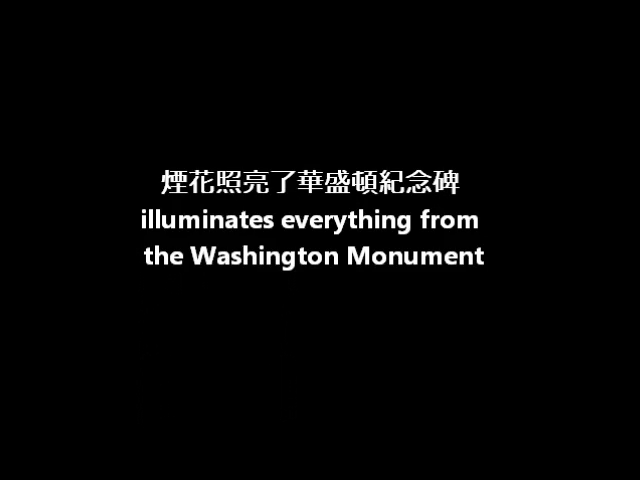 煙花照亮了華盛頓紀念碑
illuminates everything from
the Washington Monument